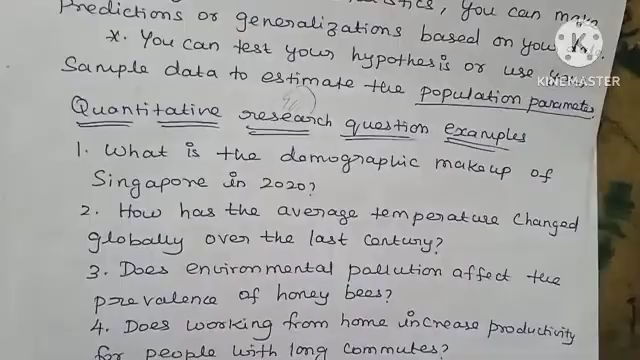 you can make
Predictions or generalizations based on your
*. You can test your hypothesis or use
Sample data to estimate the population parameter
Quantitative research question examples
1. What is the demographic makeup of
Singapore in 2020?
2. How has the average temperature changed
globally over the last century?
3. Does environmental pollution affect the
prevalence of honey bees?
4. Does working from home increase productivity
for people with long commutes?
K
KINEMASTER